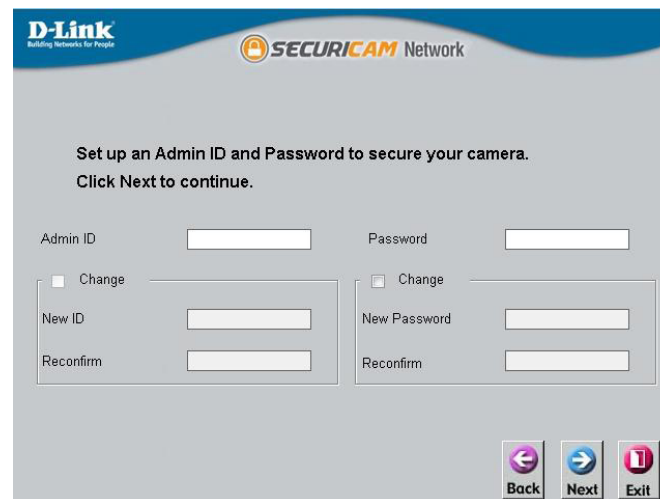 D-Link
Building Networks for People
SECURICAM Network
Set up an Admin ID and Password to secure your camera.
Click Next to continue.
Admin ID
Password
Change
Change
New ID
New Password
Reconfirm
Reconfirm
Back
Next
Exit